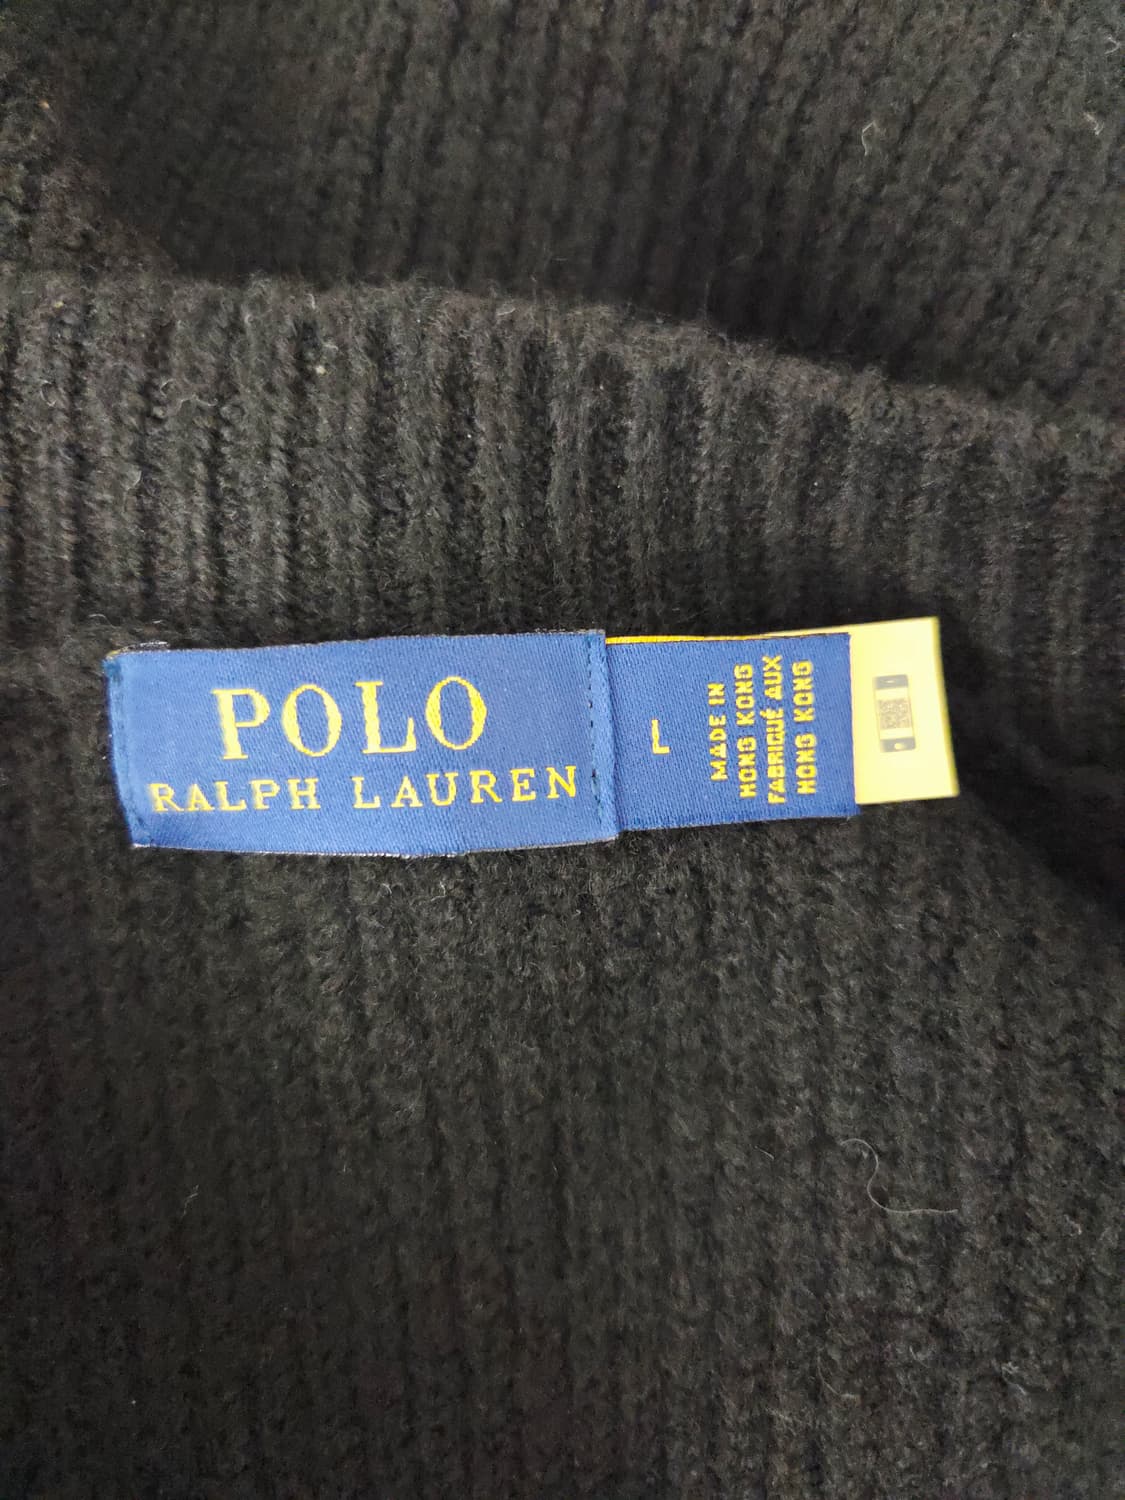 POLO
RALPH LAUREN
L
MADE IN
HONG KONG
FABRIQUÉ AUX
HONG KONG